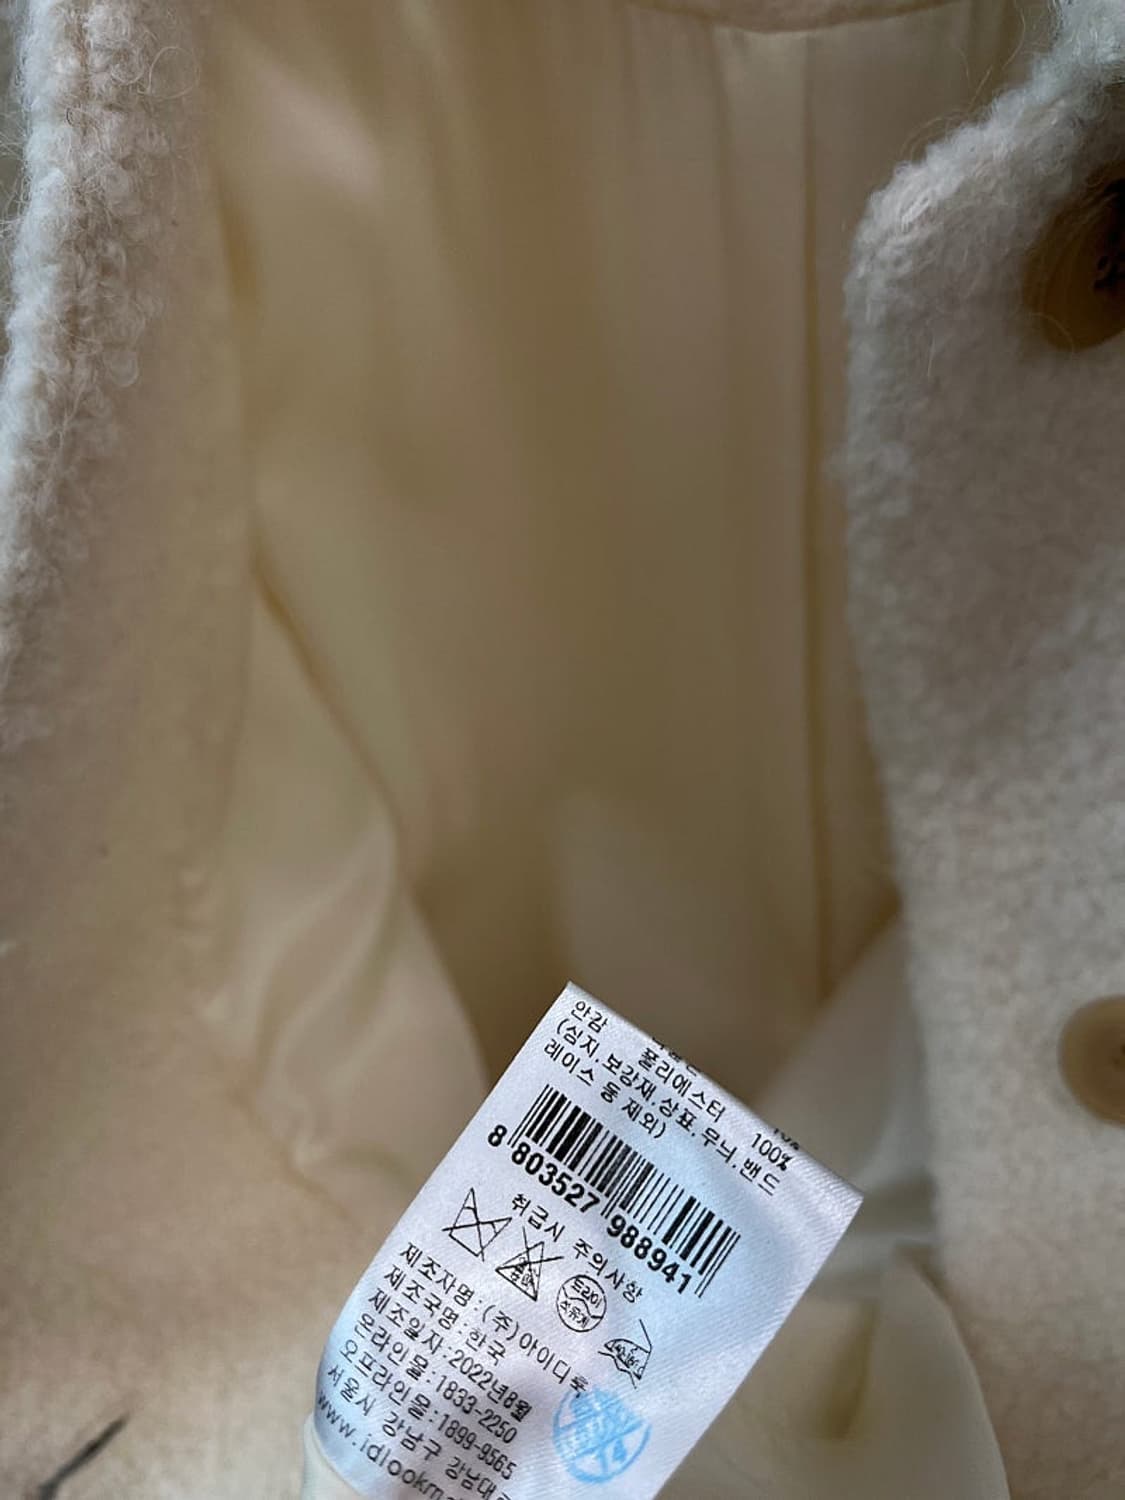 안감 폴리에스터 100%
(심지.보강재.상표.무늬.밴드
레이스 등 제외)
8 803527 988941
취급시 주의사항
드라이
제조자명:(주)아이디룩
제조국명:한국
제조일자:2022년8월
온라인몰:1833-2250
오프라인몰:1899-9565
서울시 강남구
www.idlookm